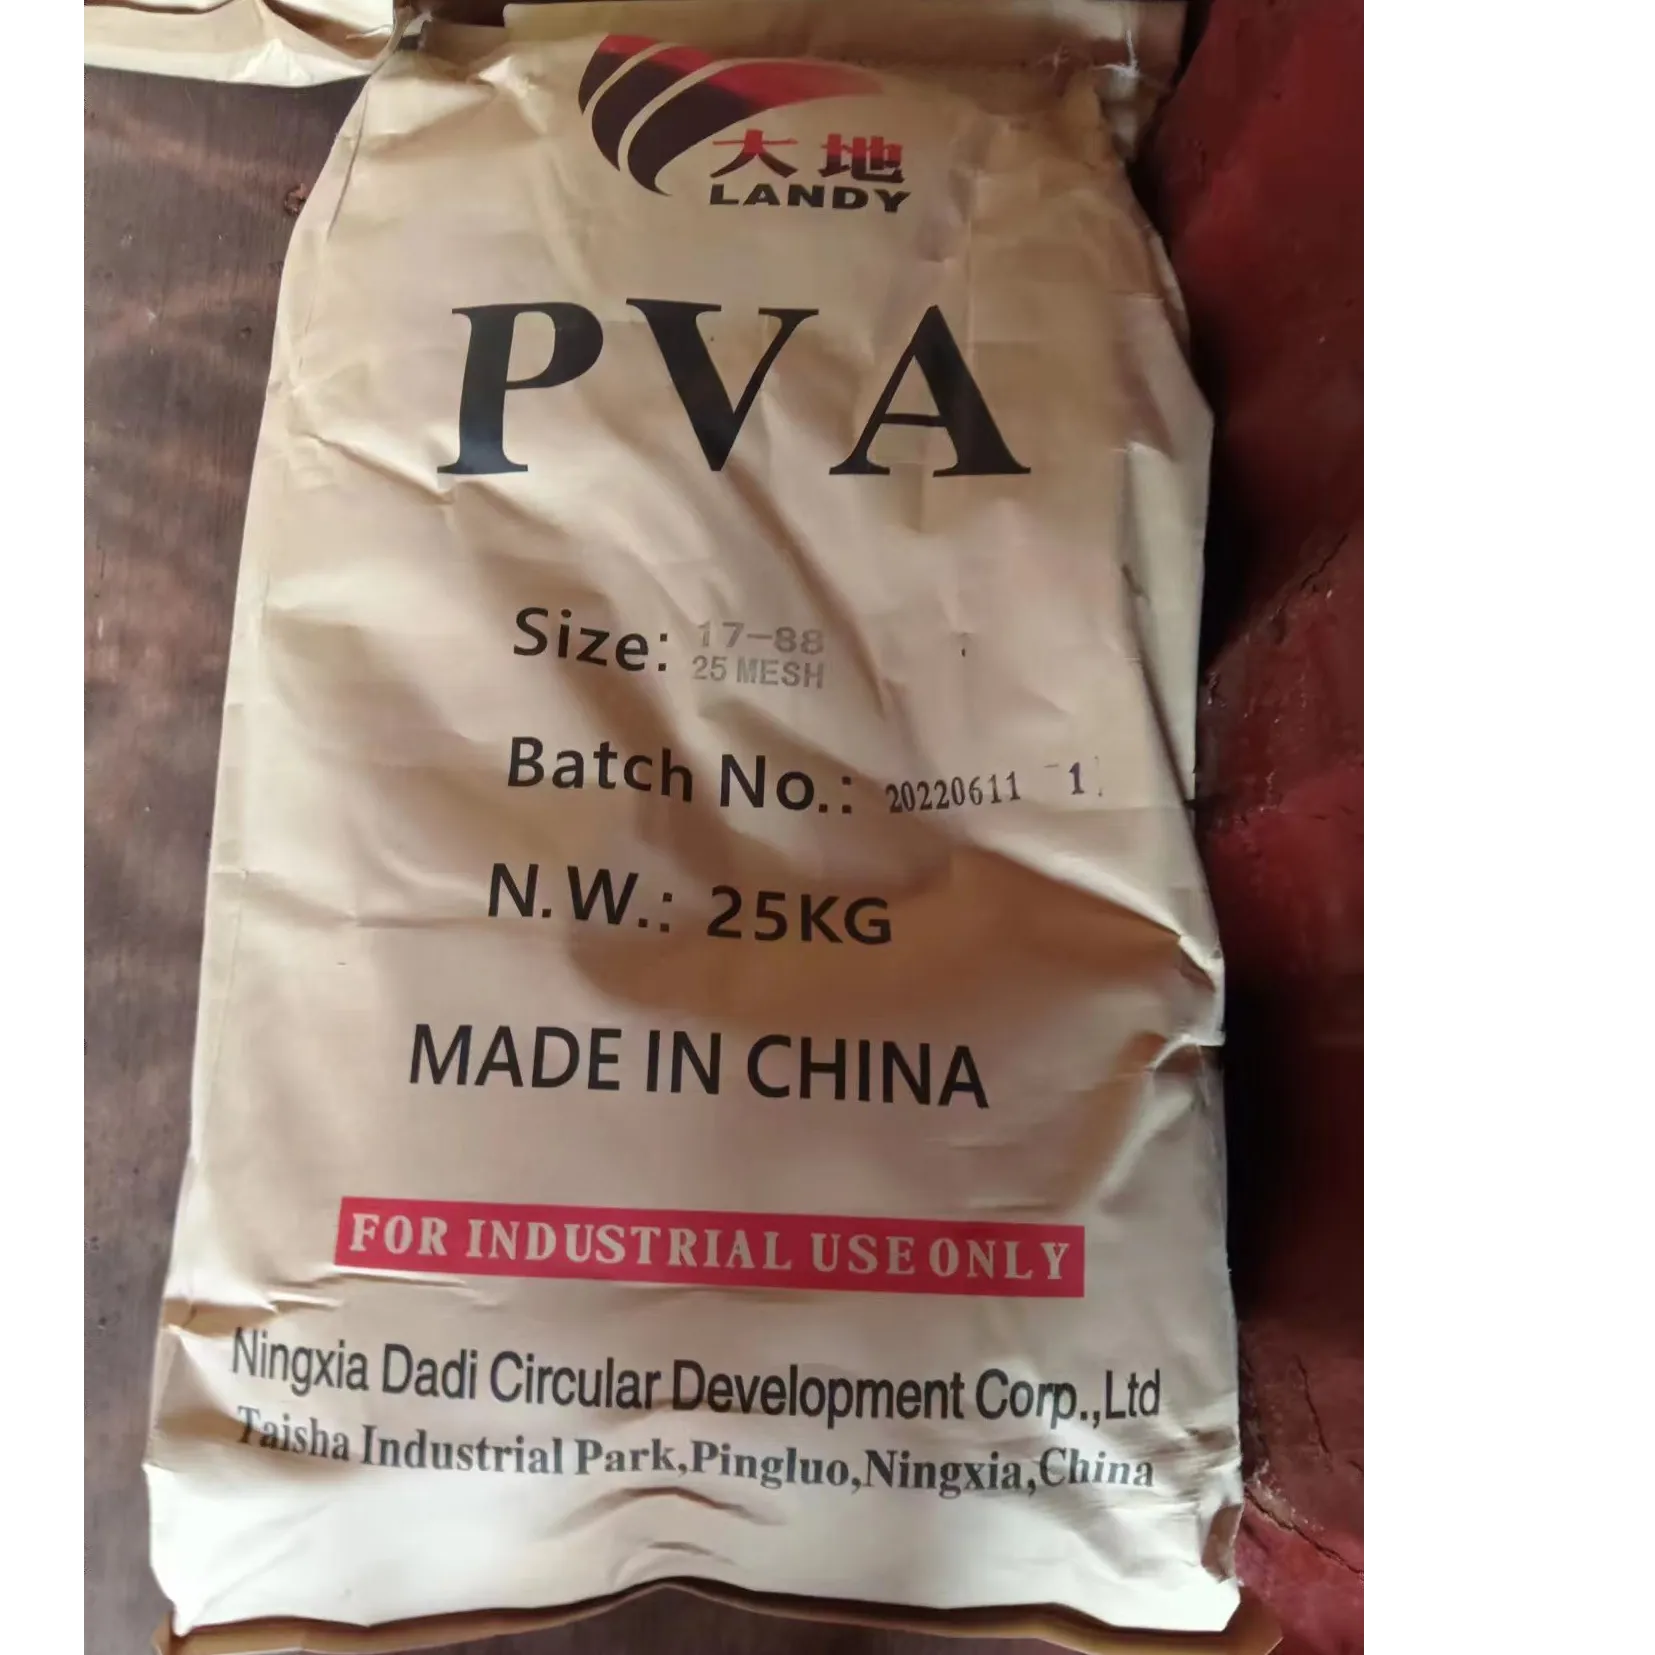 大地
LANDY
PVA
Size: 17-88
25 MESH
Batch No.: 20220611 -1
N.W.: 25KG
MADE IN CHINA
FOR INDUSTRIAL USE ONLY
Ningxia Dadi Circular Development Corp.,Ltd
Taisha Industrial Park,Pingluo,Ningxia,China